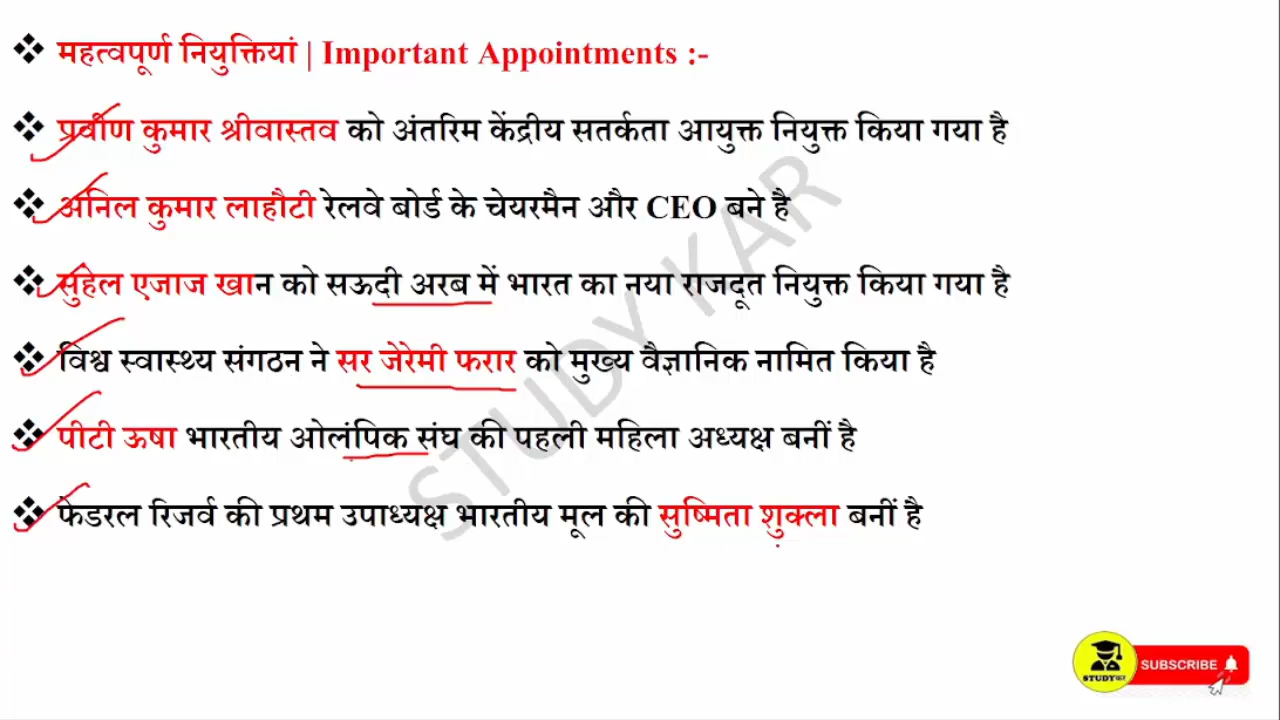 ❖ महत्वपूर्ण नियुक्तियां | Important Appointments :-
❖ प्रवीण कुमार श्रीवास्तव को अंतरिम केंद्रीय सतर्कता आयुक्त नियुक्त किया गया है
❖ अनिल कुमार लाहौटी रेलवे बोर्ड के चेयरमैन और CEO बने है
❖ सुहेल एजाज खान को सऊदी अरब में भारत का नया राजदूत नियुक्त किया गया है
❖ विश्व स्वास्थ्य संगठन ने सर जेरेमी फरार को मुख्य वैज्ञानिक नामित किया है
❖ पीटी ऊषा भारतीय ओलंपिक संघ की पहली महिला अध्यक्ष बनीं है
❖ फेडरल रिजर्व की प्रथम उपाध्यक्ष भारतीय मूल की सुष्मिता शुक्ला बनीं है
STUDY KAR
STUDYकर
SUBSCRIBE